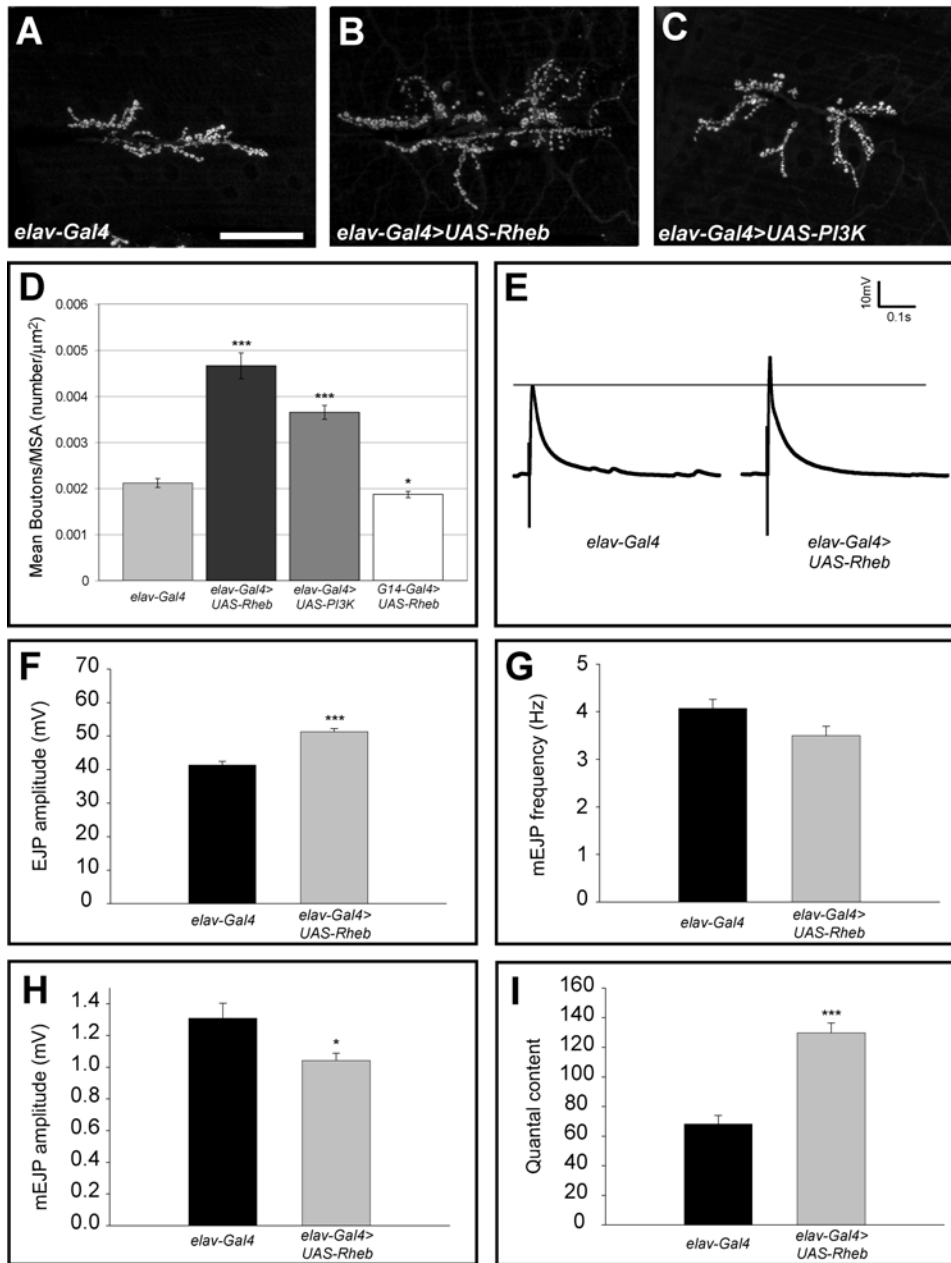 A
elav-Gal4
B
elav-Gal4>UAS-Rheb
C
elav-Gal4>UAS-PI3K
D
Mean Boutons/MSA (number/µm²)
0.006
0.005
0.004
0.003
0.002
0.001
0
***
***
*
elav-Gal4
elav-Gal4>
UAS-Rheb
elav-Gal4>
UAS-PI3K
G14-Gal4>
UAS-Rheb
E
10mV
0.1s
elav-Gal4
elav-Gal4>
UAS-Rheb
F
EJP amplitude (mV)
70
60
50
40
30
20
10
0
***
elav-Gal4
elav-Gal4>
UAS-Rheb
G
mEJP frequency (Hz)
5
4
3
2
1
0
elav-Gal4
elav-Gal4>
UAS-Rheb
H
mEJP amplitude (mV)
1.4
1.2
1.0
0.8
0.6
0.4
0.2
0.0
*
elav-Gal4
elav-Gal4>
UAS-Rheb
I
Quantal content
160
140
120
100
80
60
40
20
0
***
elav-Gal4
elav-Gal4>
UAS-Rheb